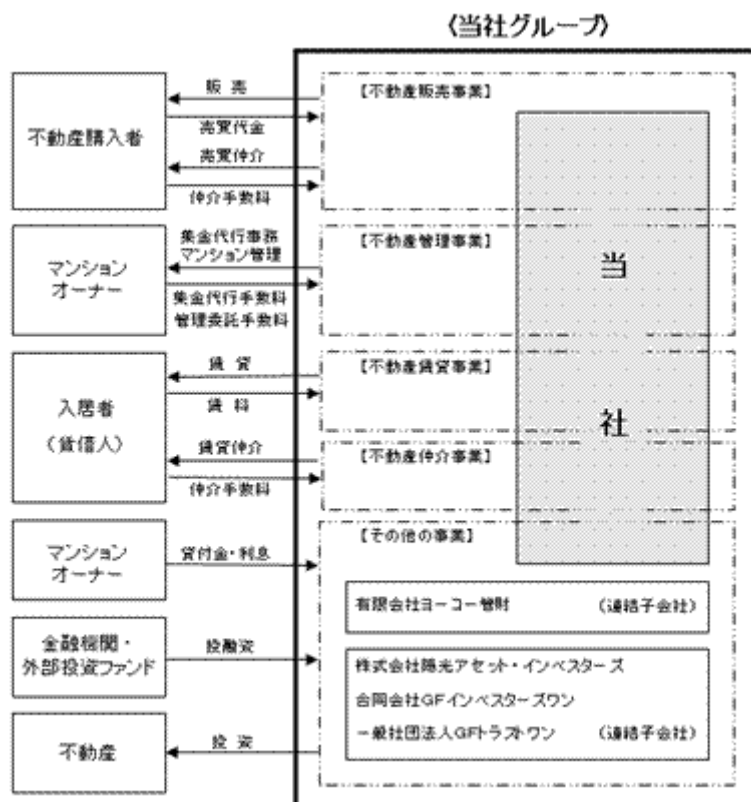 〈当社グループ〉
不動産購入者
販 売
売買代金
売買仲介
仲介手数料
【不動産販売事業】
マンション
オーナー
集金代行事務
マンション管理
集金代行手数料
管理委託手数料
【不動産管理事業】
当
社
入居者
(賃借人)
賃 貸
賃 料
【不動産賃貸事業】
賃貸仲介
仲介手数料
【不動産仲介事業】
マンション
オーナー
貸付金・利息
【その他の事業】
有限会社ヨーコー管財 (連結子会社)
金融機関・
外部投資ファンド
投融資
株式会社陽光アセット・インベスターズ
合同会社GFインベスターズワン
一般社団法人GFトラストワン (連結子会社)
不動産
投 資